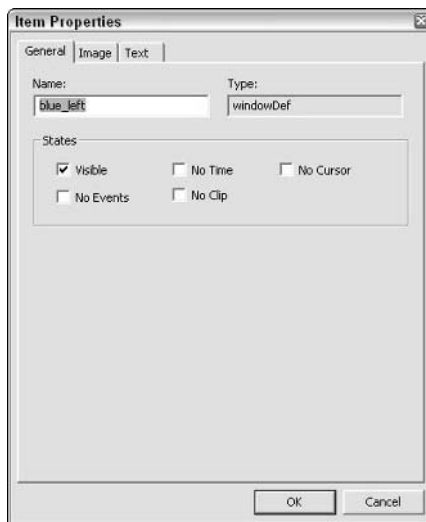 Item Properties
General Image Text
Name: Type:
blue_left windowDef
States
Visible No Time No Cursor
No Events No Clip
OK Cancel